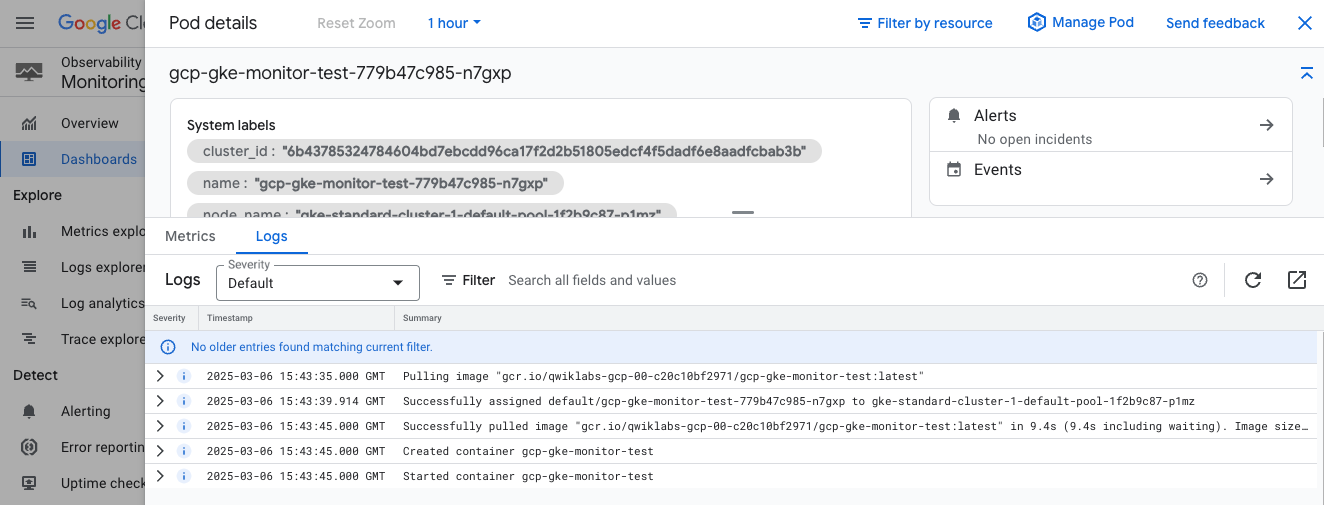 Google Clo
Pod details
Reset Zoom
1 hour
Filter by resource
Manage Pod
Send feedback
Observability
Monitoring
gcp-gke-monitor-test-779b47c985-n7gxp
Overview
Dashboards
Explore
Metrics explo
Logs explorer
Log analytics
Trace explore
Detect
Alerting
Error reportin
Uptime check
System labels
cluster_id : "6b43785324784604bd7ebcdd96ca17f2d2b51805edcf4f5dadf6e8aadfcbab3b"
name : "gcp-gke-monitor-test-779b47c985-n7gxp"
node_name : "gke-standard-cluster-1-default-pool-1f2b9c87-p1mz"
Alerts
No open incidents
Events
Metrics
Logs
Logs
Severity
Default
Filter
Search all fields and values
Severity Timestamp Summary
No older entries found matching current filter.
2025-03-06 15:43:35.000 GMT Pulling image "gcr.io/qwiklabs-gcp-00-c20c10bf2971/gcp-gke-monitor-test:latest"
2025-03-06 15:43:39.914 GMT Successfully assigned default/gcp-gke-monitor-test-779b47c985-n7gxp to gke-standard-cluster-1-default-pool-1f2b9c87-p1mz
2025-03-06 15:43:45.000 GMT Successfully pulled image "gcr.io/qwiklabs-gcp-00-c20c10bf2971/gcp-gke-monitor-test:latest" in 9.4s (9.4s including waiting). Image size…
2025-03-06 15:43:45.000 GMT Created container gcp-gke-monitor-test
2025-03-06 15:43:45.000 GMT Started container gcp-gke-monitor-test